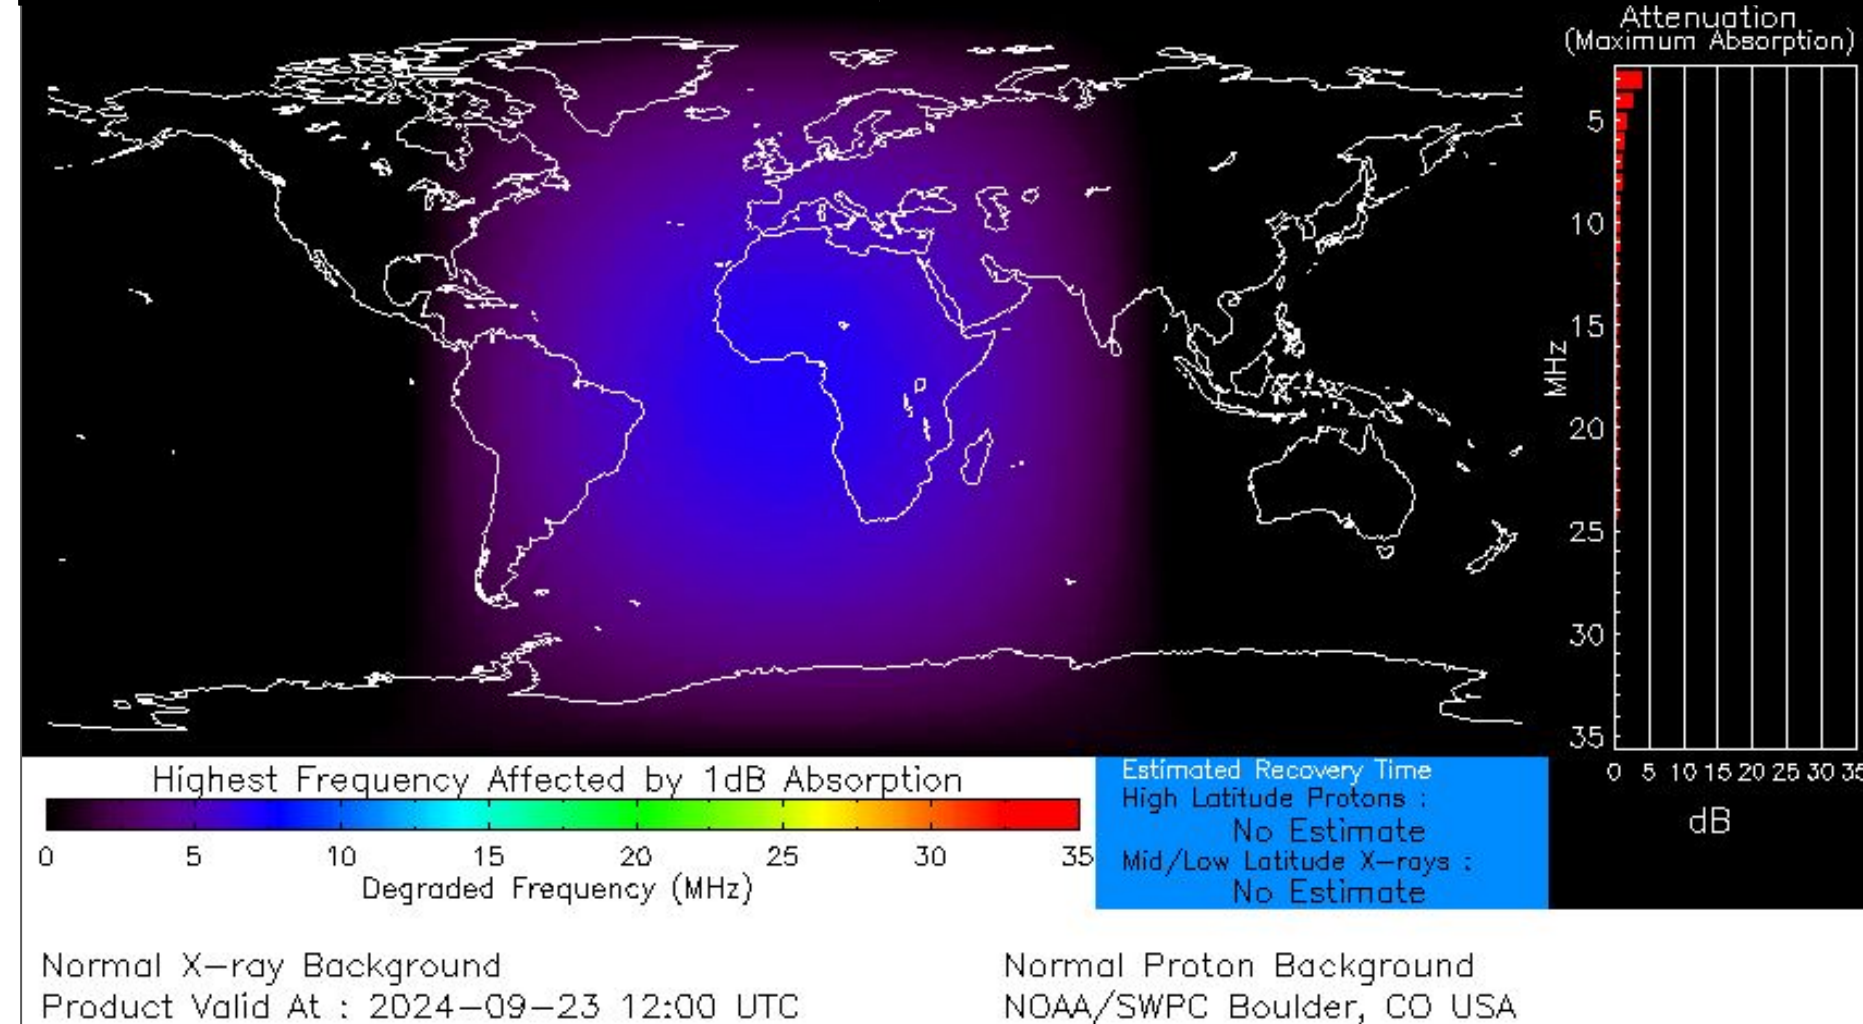 Attenuation
(Maximum Absorption)
5
10
15
20
25
30
35
MHz
0 5 10 15 20 25 30 35
dB
Highest Frequency Affected by 1dB Absorption
0 5 10 15 20 25 30 35
Degraded Frequency (MHz)
Estimated Recovery Time
High Latitude Protons :
No Estimate
Mid/Low Latitude X-rays :
No Estimate
Normal X-ray Background
Normal Proton Background
Product Valid At : 2024-09-23 12:00 UTC
NOAA/SWPC Boulder, CO USA